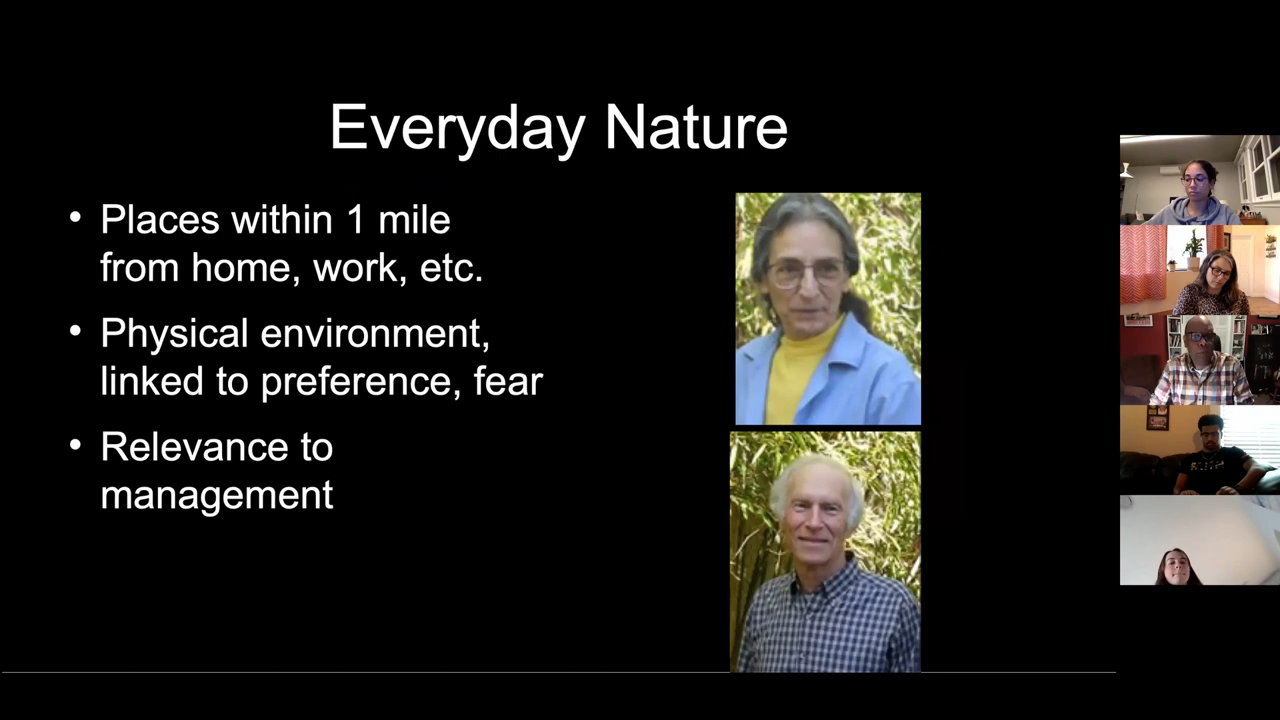 Everyday Nature
• Places within 1 mile
from home, work, etc.
• Physical environment,
linked to preference, fear
• Relevance to
management